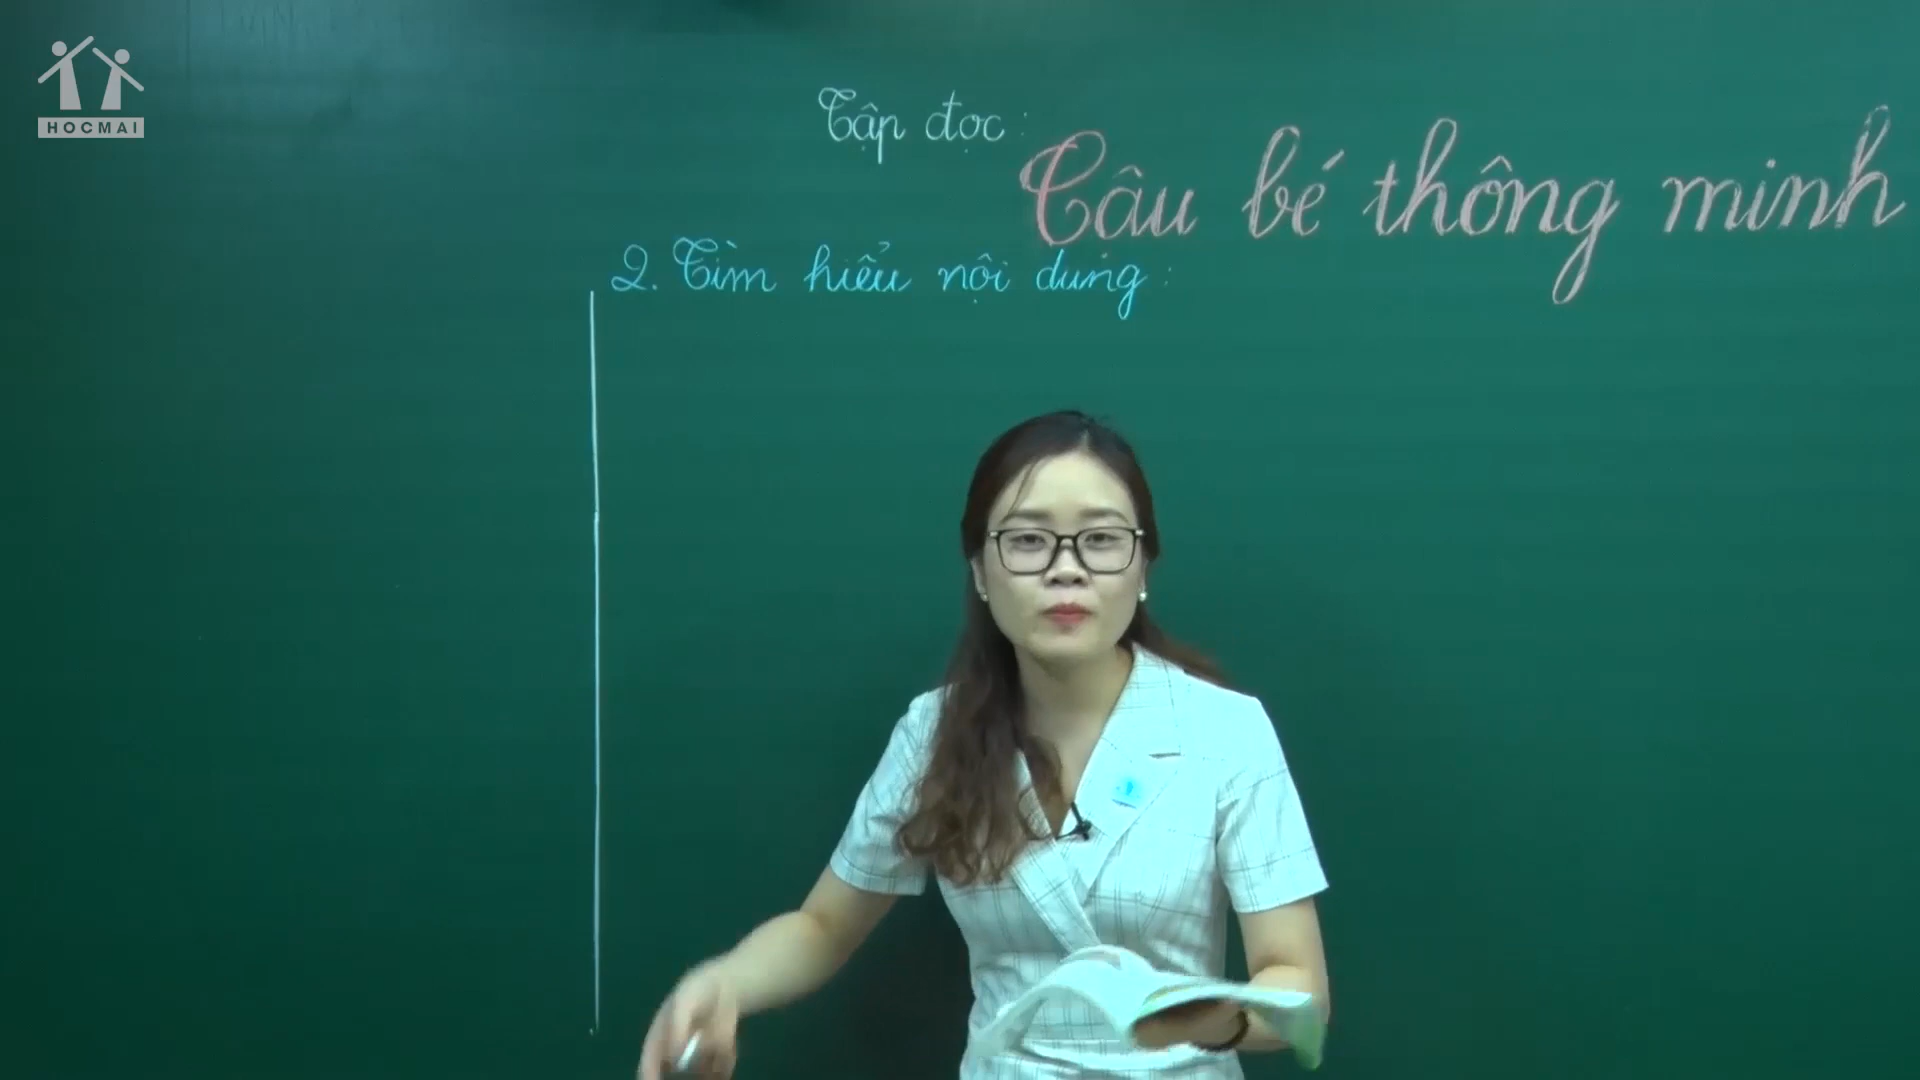 HOCMAI
Tập đọc:
Câu bé thông minh
2. Tìm hiểu nội dung: